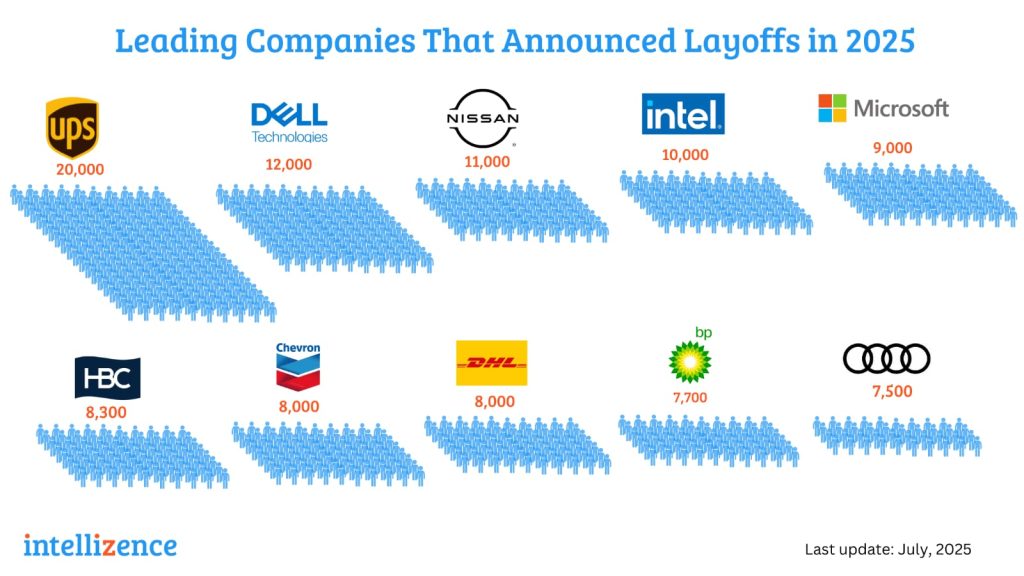 Leading Companies That Announced Layoffs in 2025
ups
20,000
DELL
Technologies
12,000
NISSAN
11,000
intel.
10,000
Microsoft
9,000
HBC
8,300
Chevron
8,000
DHL
8,000
bp
7,700
7,500
intellizence
Last update: July, 2025